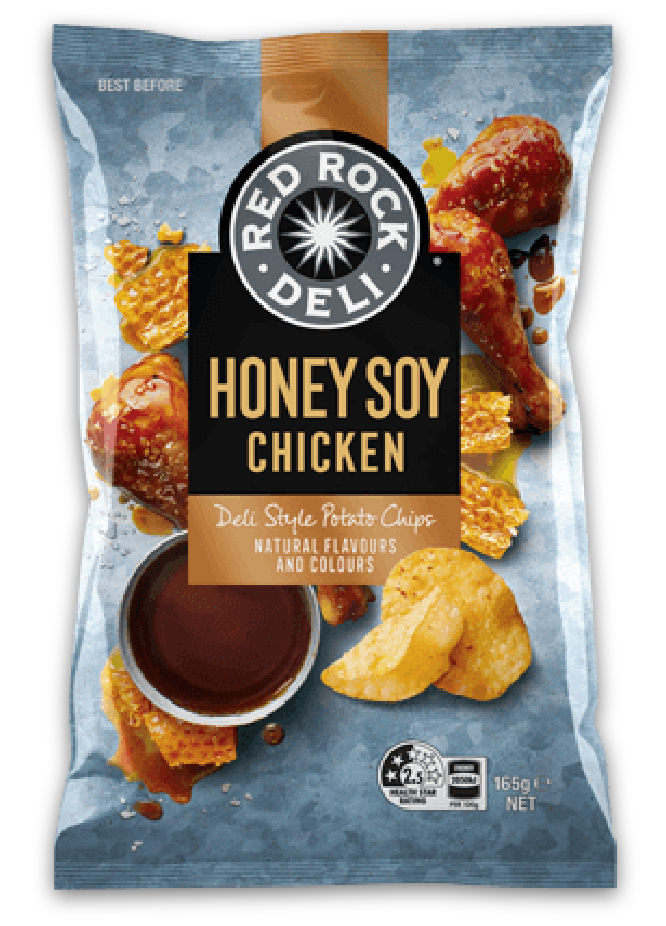 BEST BEFORE
RED ROCK
DELI
®
HONEY SOY
CHICKEN
Deli Style Potato Chips
NATURAL FLAVOURS
AND COLOURS
2.5
HEALTH STAR
RATING
ENERGY
PER 100g
165g
NET